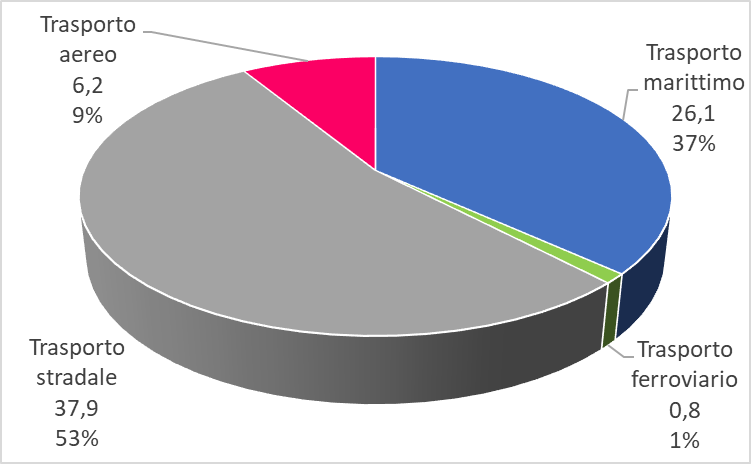 Trasporto
aereo
6,2
9%
Trasporto
marittimo
26,1
37%
Trasporto
stradale
37,9
53%
Trasporto
ferroviario
0,8
1%